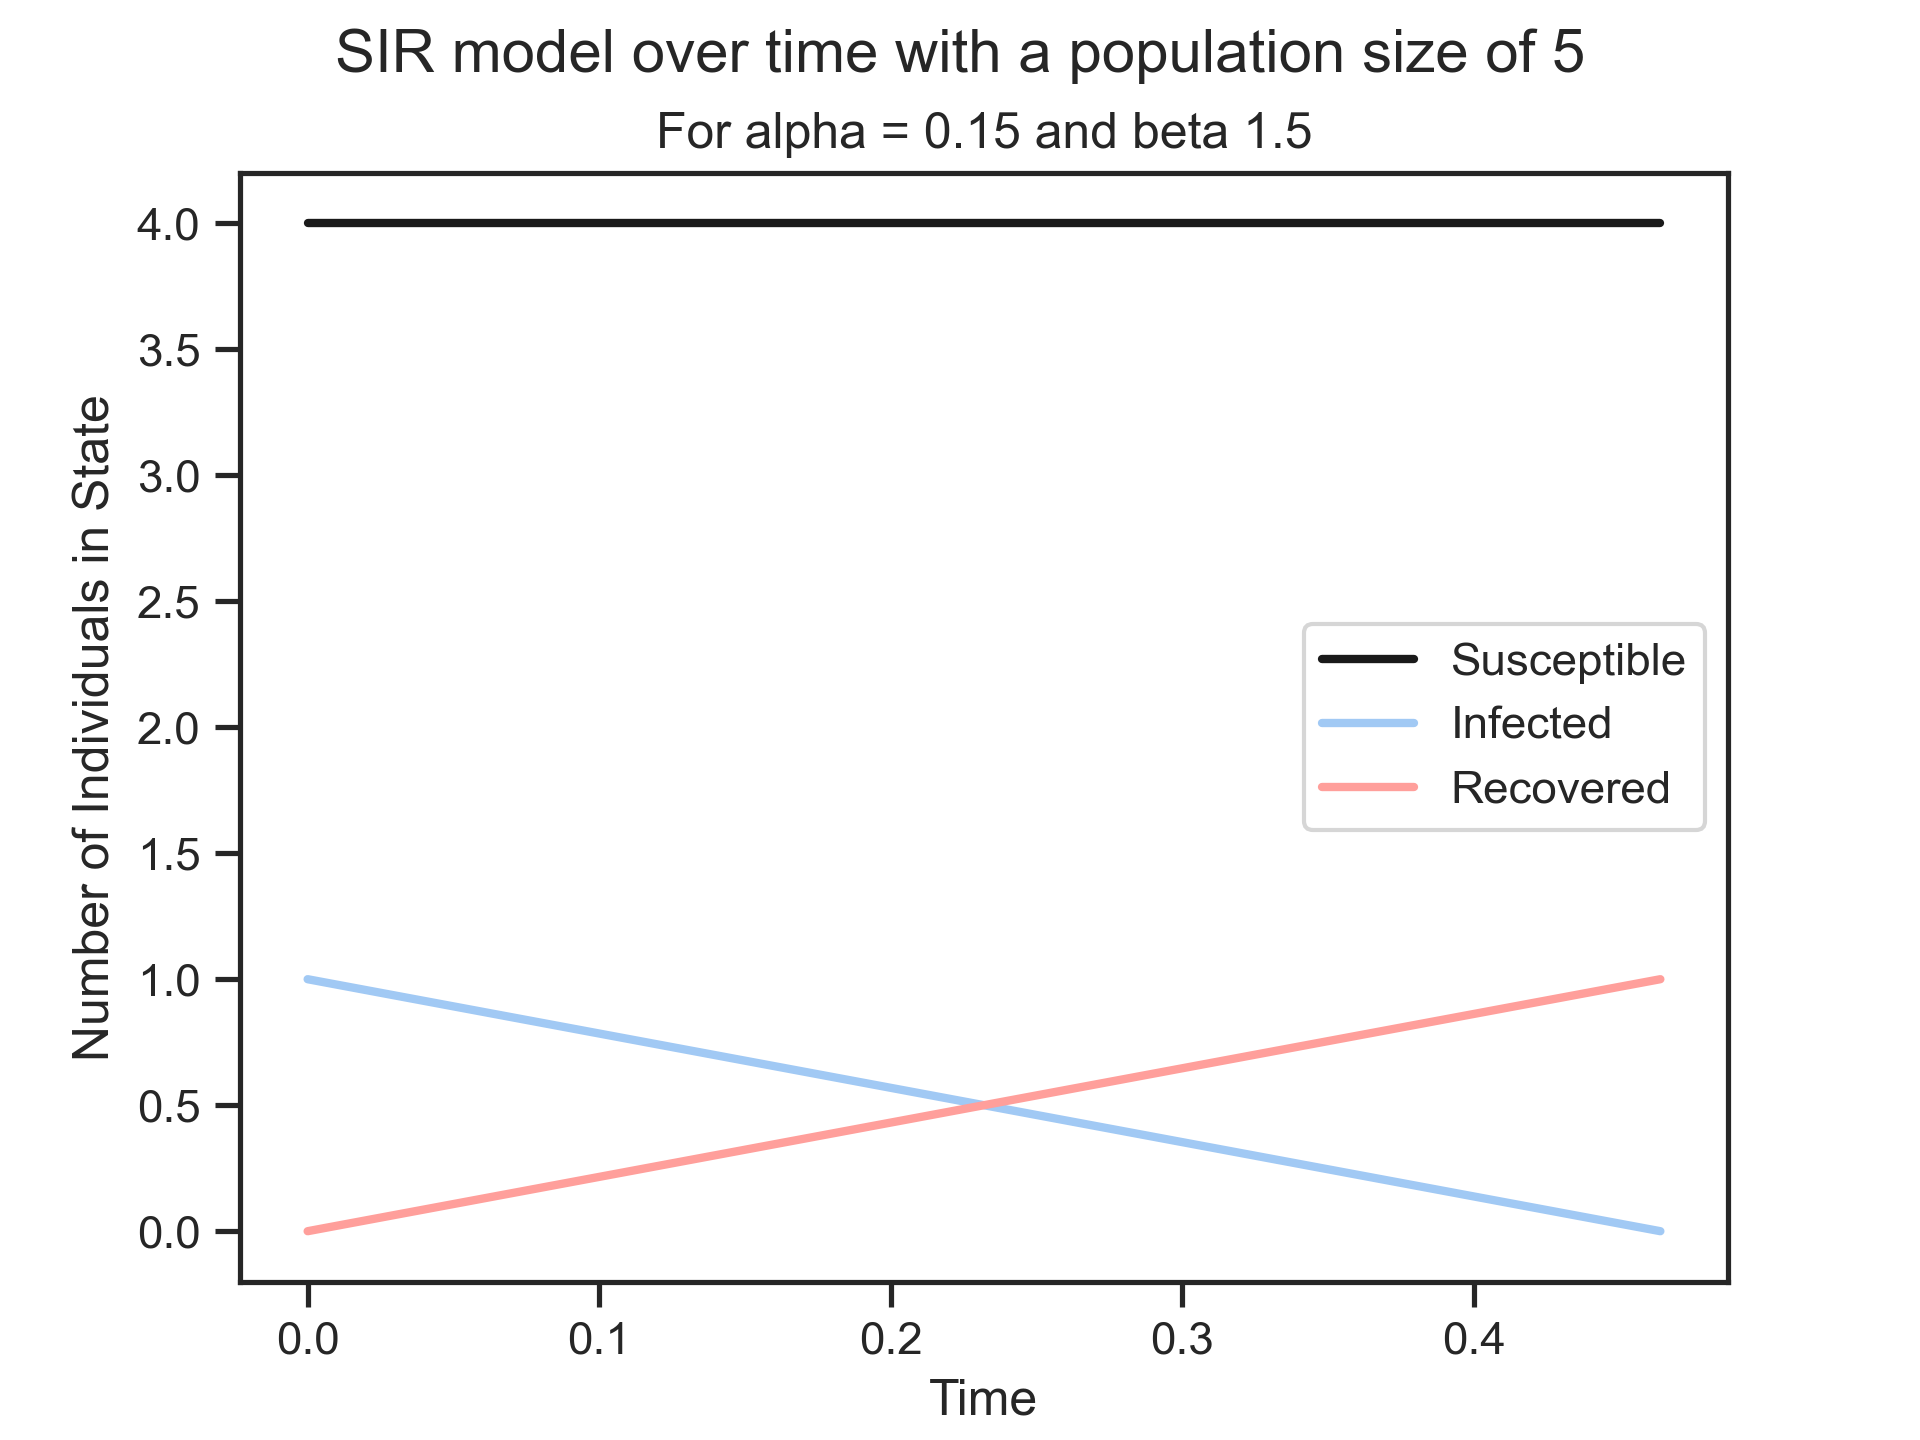 SIR model over time with a population size of 5
For alpha = 0.15 and beta 1.5
Number of Individuals in State
4.0
3.5
3.0
2.5
2.0
1.5
1.0
0.5
0.0
Susceptible
Infected
Recovered
0.0 0.1 0.2 0.3 0.4
Time